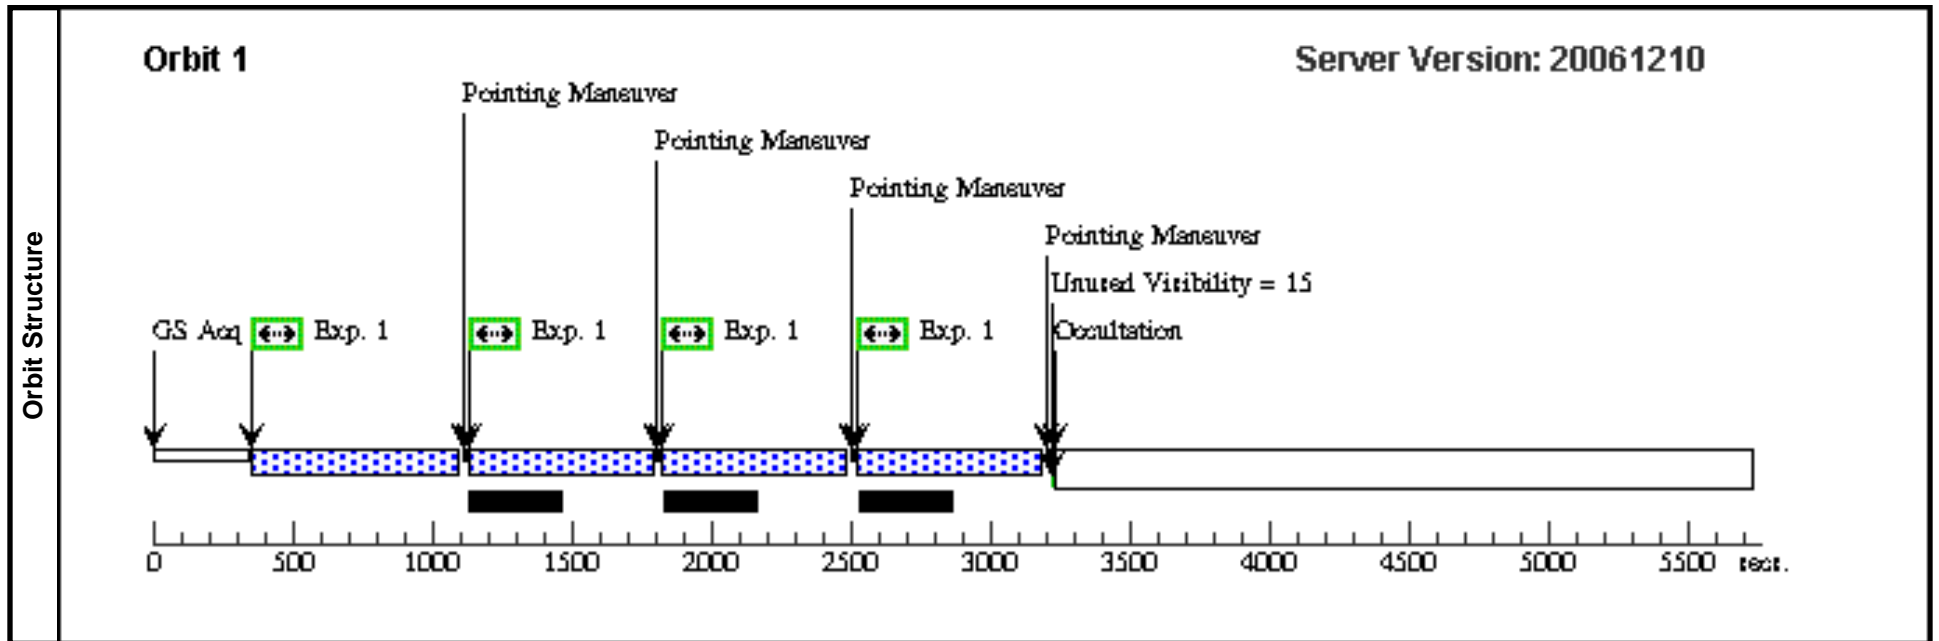 Orbit Structure
Orbit 1
Server Version: 20061210
Pointing Maneuver
Pointing Maneuver
Pointing Maneuver
Pointing Maneuver
Unused Visibility = 15
GS Acq Exp. 1 Exp. 1 Exp. 1 Exp. 1 Occultation
0 500 1000 1500 2000 2500 3000 3500 4000 4500 5000 5500 secs.